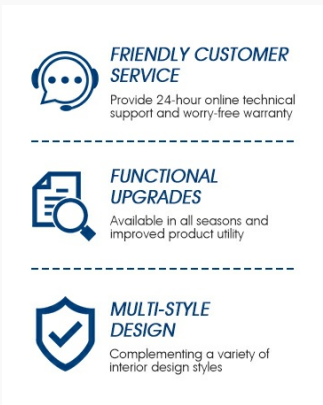 FRIENDLY CUSTOMER
SERVICE
Provide 24-hour online technical
support and worry-free warranty
FUNCTIONAL
UPGRADES
Available in all seasons and
improved product utility
MULTI-STYLE
DESIGN
Complementing a variety of
interior design styles